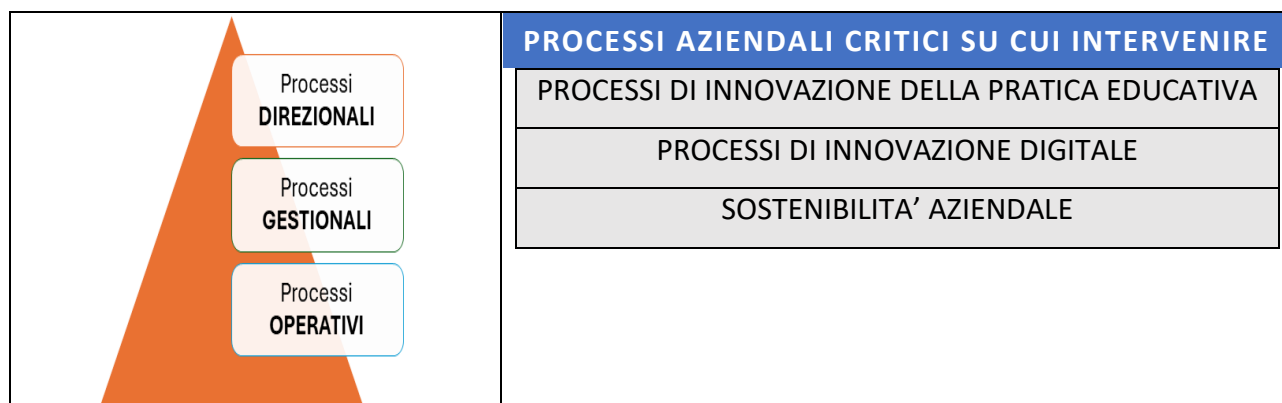 Processi
DIREZIONALI
Processi
GESTIONALI
Processi
OPERATIVI
PROCESSI AZIENDALI CRITICI SU CUI INTERVENIRE
PROCESSI DI INNOVAZIONE DELLA PRATICA EDUCATIVA
PROCESSI DI INNOVAZIONE DIGITALE
SOSTENIBILITA’ AZIENDALE